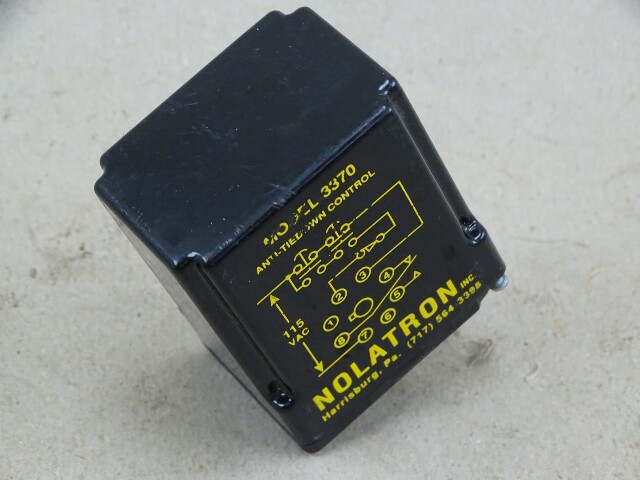 MODEL 3370
ANTI-TIEDOWN CONTROL
115
VAC
2
3
4
1
5
8
7
6
NOLATRON INC.
Harrisburg, Pa. (717) 564 3398